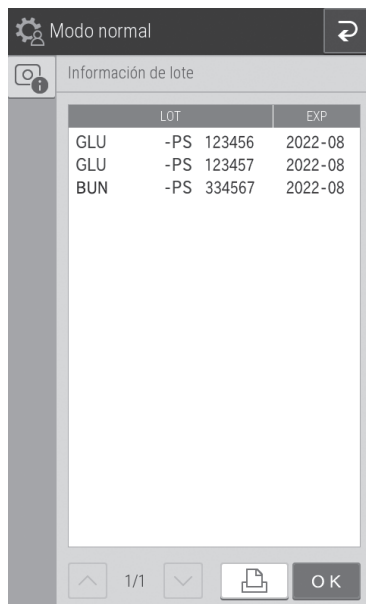 Modo normal
Información de lote
LOT EXP
GLU -PS 123456 2022-08
GLU -PS 123457 2022-08
BUN -PS 334567 2022-08
1/1 OK